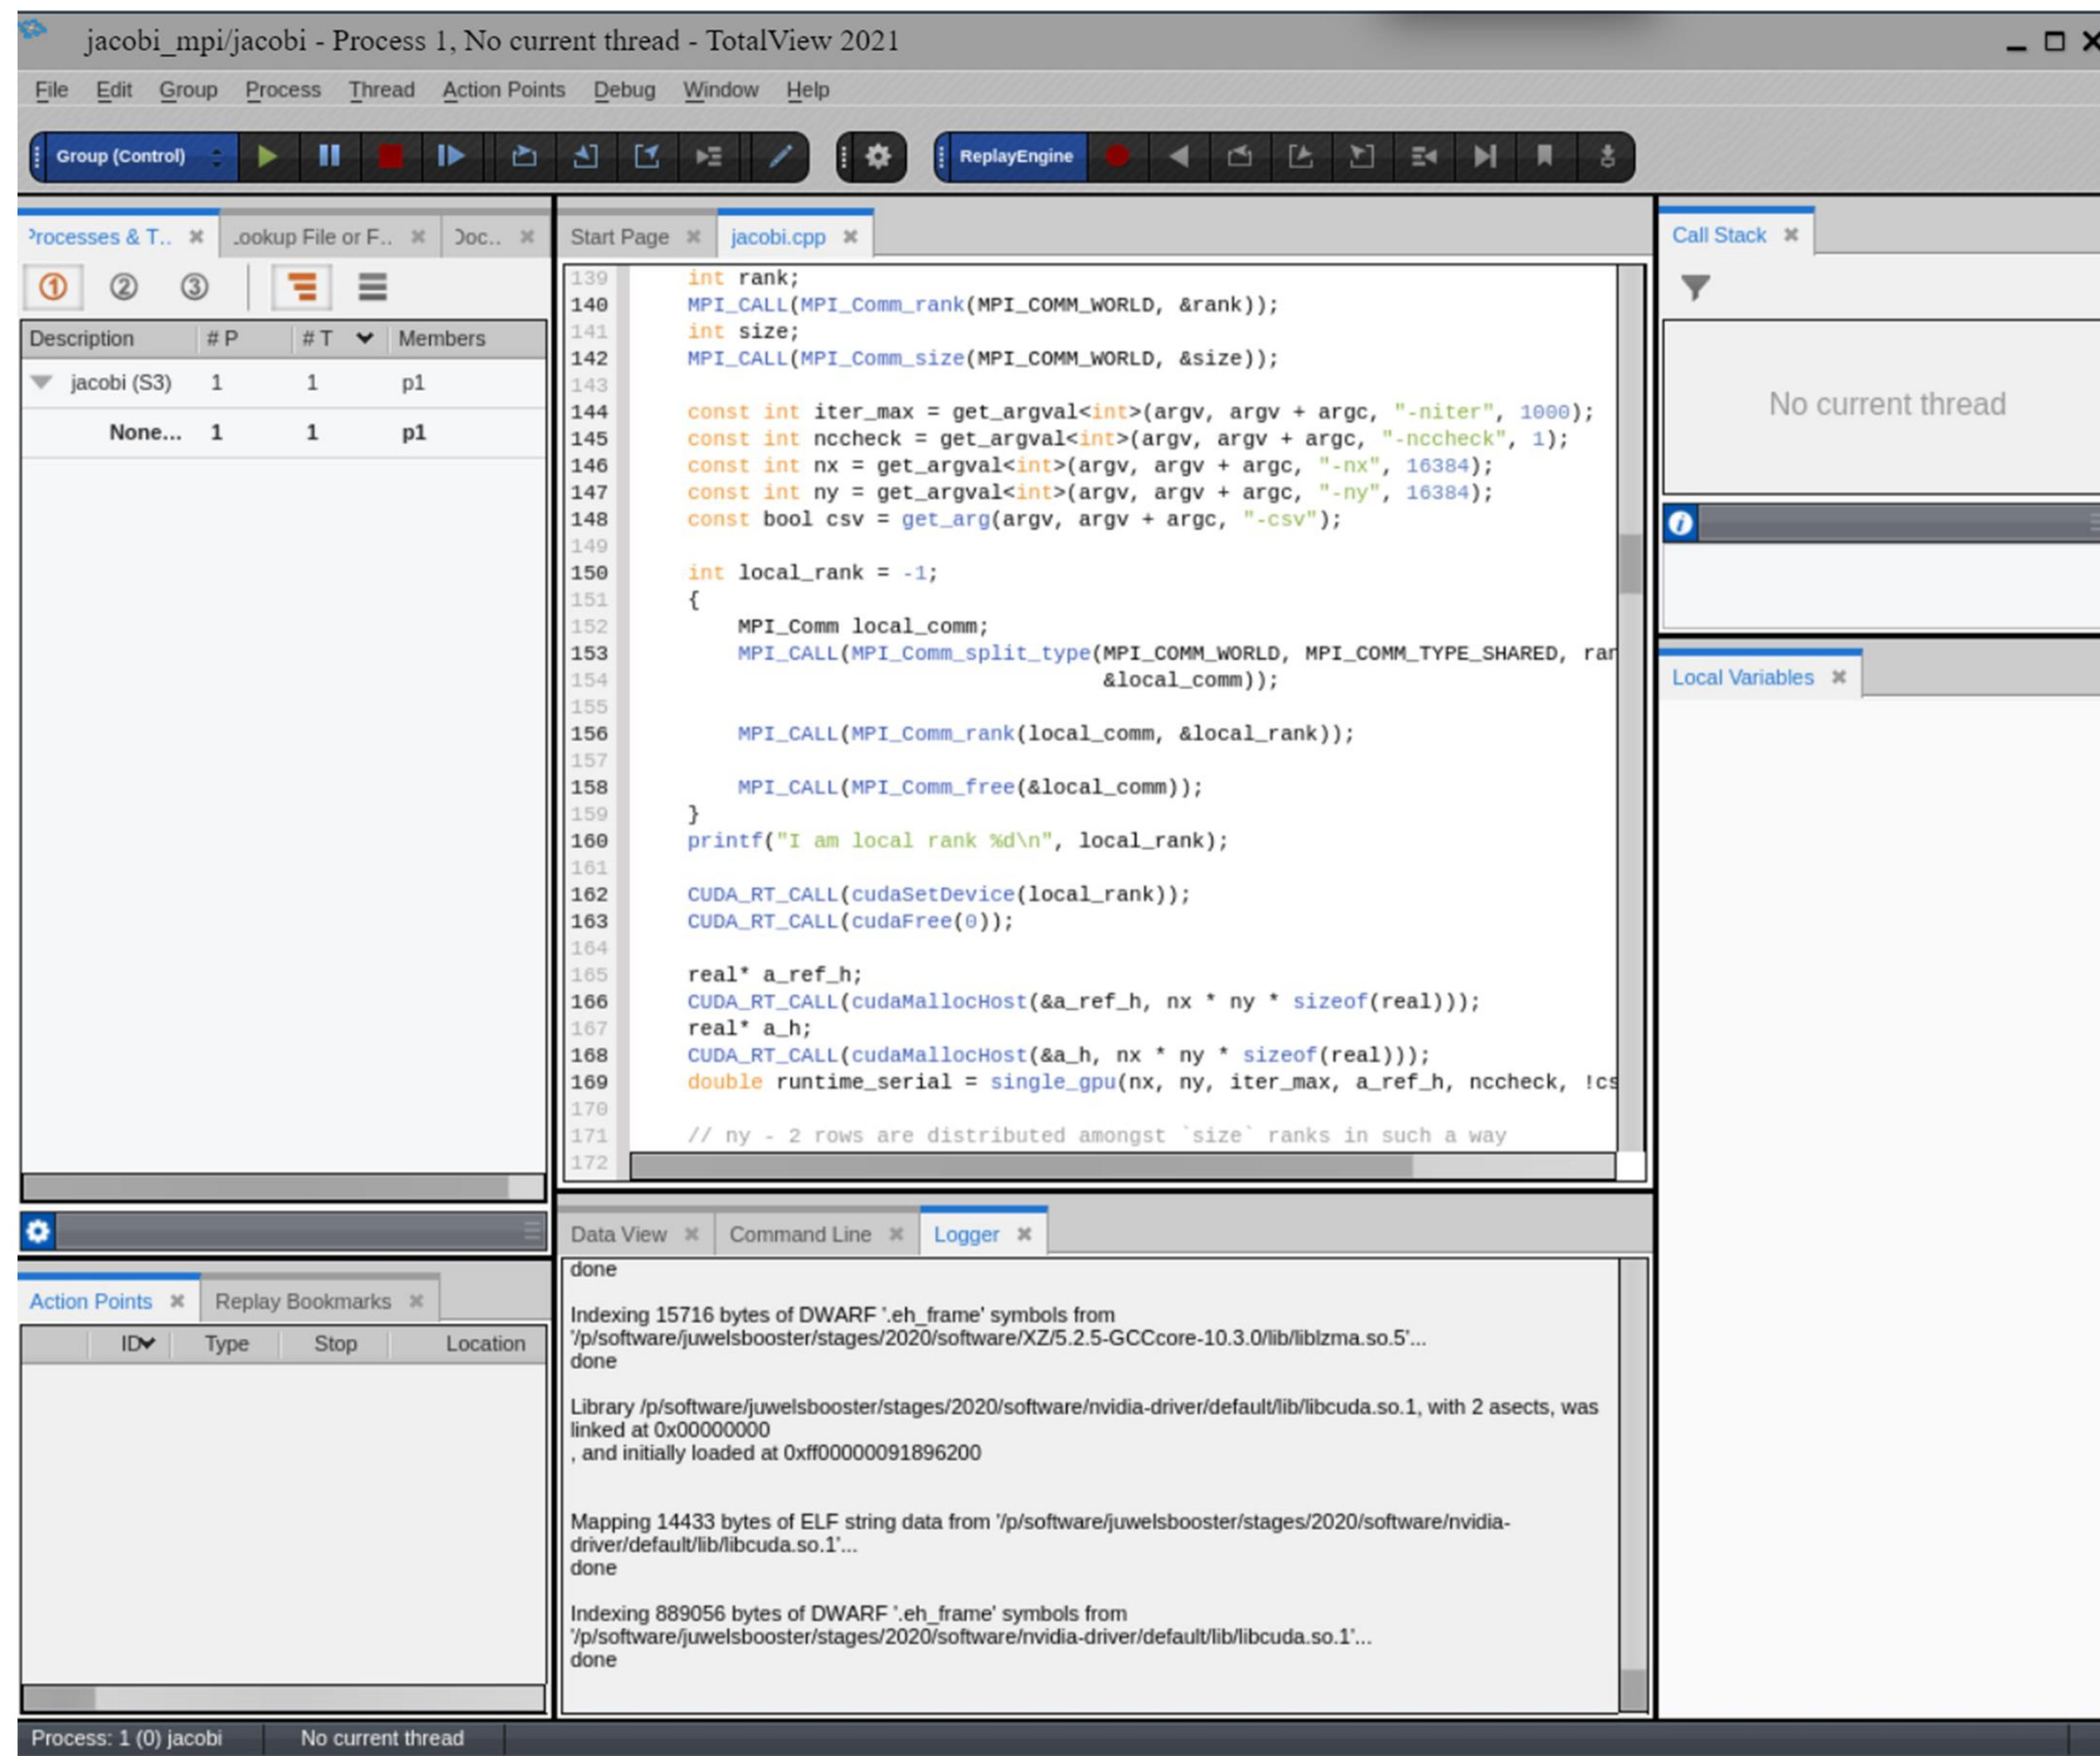 jacobi_mpi/jacobi - Process 1, No current thread - TotalView 2021
File Edit Group Process Thread Action Points Debug Window Help
Group (Control)
ReplayEngine
Processes & T..
ookup File or F..
Doc..
1 2 3
Description # P # T Members
jacobi (S3) 1 1 p1
None... 1 1 p1
Action Points
Replay Bookmarks
ID Type Stop Location
Start Page
jacobi.cpp
139 int rank;
140 MPI_CALL(MPI_Comm_rank(MPI_COMM_WORLD, &rank));
141 int size;
142 MPI_CALL(MPI_Comm_size(MPI_COMM_WORLD, &size));
143
144 const int iter_max = get_argval<int>(argv, argv + argc, "-niter", 1000);
145 const int nccheck = get_argval<int>(argv, argv + argc, "-nccheck", 1);
146 const int nx = get_argval<int>(argv, argv + argc, "-nx", 16384);
147 const int ny = get_argval<int>(argv, argv + argc, "-ny", 16384);
148 const bool csv = get_arg(argv, argv + argc, "-csv");
149
150 int local_rank = -1;
151 {
152 MPI_Comm local_comm;
153 MPI_CALL(MPI_Comm_split_type(MPI_COMM_WORLD, MPI_COMM_TYPE_SHARED, ran
154 &local_comm));
155
156 MPI_CALL(MPI_Comm_rank(local_comm, &local_rank));
157
158 MPI_CALL(MPI_Comm_free(&local_comm));
159 }
160 printf("I am local rank %d\n", local_rank);
161
162 CUDA_RT_CALL(cudaSetDevice(local_rank));
163 CUDA_RT_CALL(cudaFree(0));
164
165 real* a_ref_h;
166 CUDA_RT_CALL(cudaMallocHost(&a_ref_h, nx * ny * sizeof(real)));
167 real* a_h;
168 CUDA_RT_CALL(cudaMallocHost(&a_h, nx * ny * sizeof(real)));
169 double runtime_serial = single_gpu(nx, ny, iter_max, a_ref_h, nccheck, !cs
170
171 // ny - 2 rows are distributed amongst `size` ranks in such a way
172
Data View
Command Line
Logger
done
Indexing 15716 bytes of DWARF '.eh_frame' symbols from
'/p/software/juwelsbooster/stages/2020/software/XZ/5.2.5-GCCcore-10.3.0/lib/liblzma.so.5'...
done
Library /p/software/juwelsbooster/stages/2020/software/nvidia-driver/default/lib/libcuda.so.1, with 2 asects, was
linked at 0x00000000
, and initially loaded at 0xff00000091896200
Mapping 14433 bytes of ELF string data from '/p/software/juwelsbooster/stages/2020/software/nvidia-
driver/default/lib/libcuda.so.1'...
done
Indexing 889056 bytes of DWARF '.eh_frame' symbols from
'/p/software/juwelsbooster/stages/2020/software/nvidia-driver/default/lib/libcuda.so.1'...
done
Call Stack
No current thread
Local Variables
Process: 1 (0) jacobi
No current thread